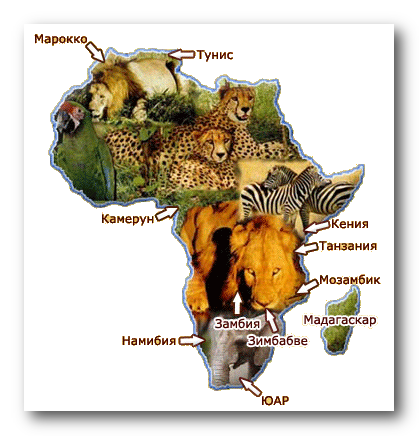 Марокко
Тунис
Камерун
Кения
Танзания
Мозамбик
Мадагаскар
Замбия
Зимбабве
Намибия
ЮАР